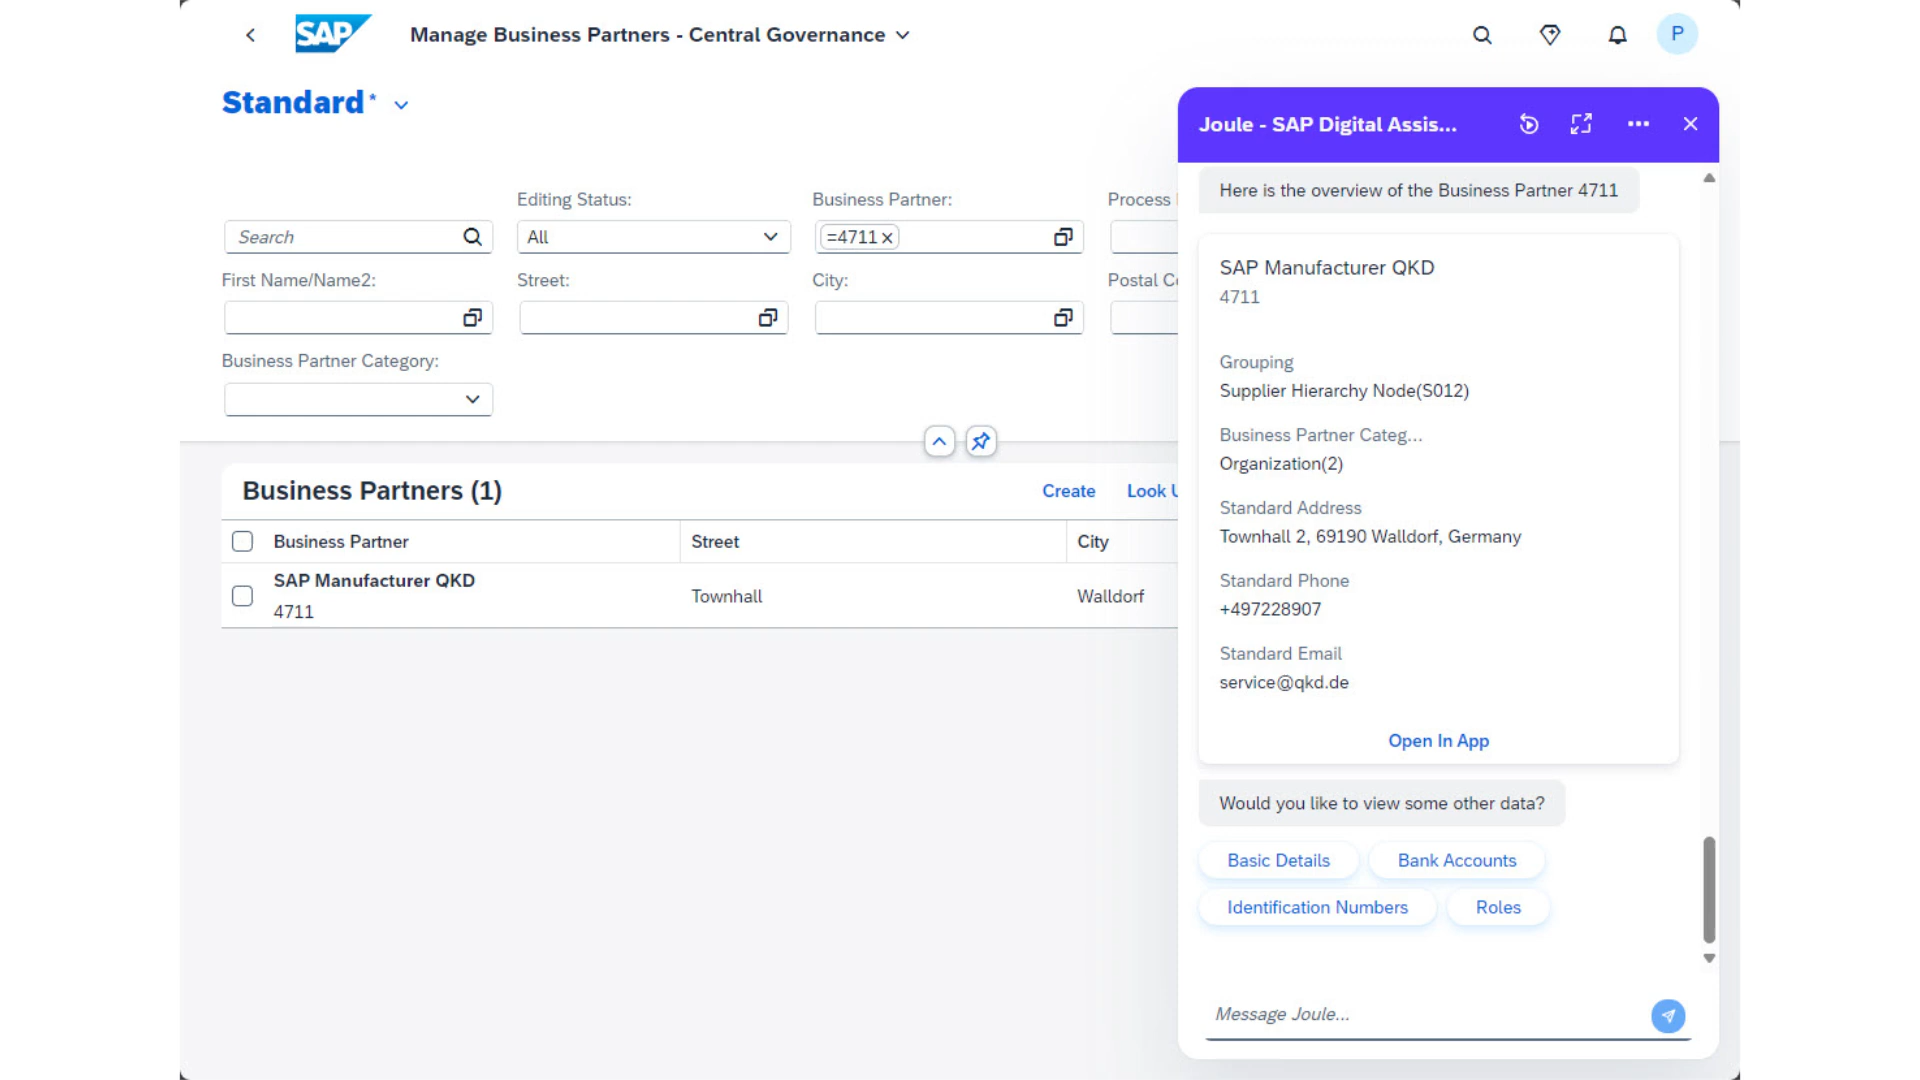 SAP
Manage Business Partners - Central Governance
P
Standard *
Joule - SAP Digital Assis...
Editing Status:
Business Partner:
Process
Search
All
=4711
First Name/Name2:
Street:
City:
Postal
Business Partner Category:
Business Partners (1)
Create
Look
Business Partner
Street
City
SAP Manufacturer QKD
4711
Townhall
Walldorf
Here is the overview of the Business Partner 4711
SAP Manufacturer QKD
4711
Grouping
Supplier Hierarchy Node(S012)
Business Partner Categ...
Organization(2)
Standard Address
Townhall 2, 69190 Walldorf, Germany
Standard Phone
+497228907
Standard Email
service@qkd.de
Open In App
Would you like to view some other data?
Basic Details
Bank Accounts
Identification Numbers
Roles
Message Joule...